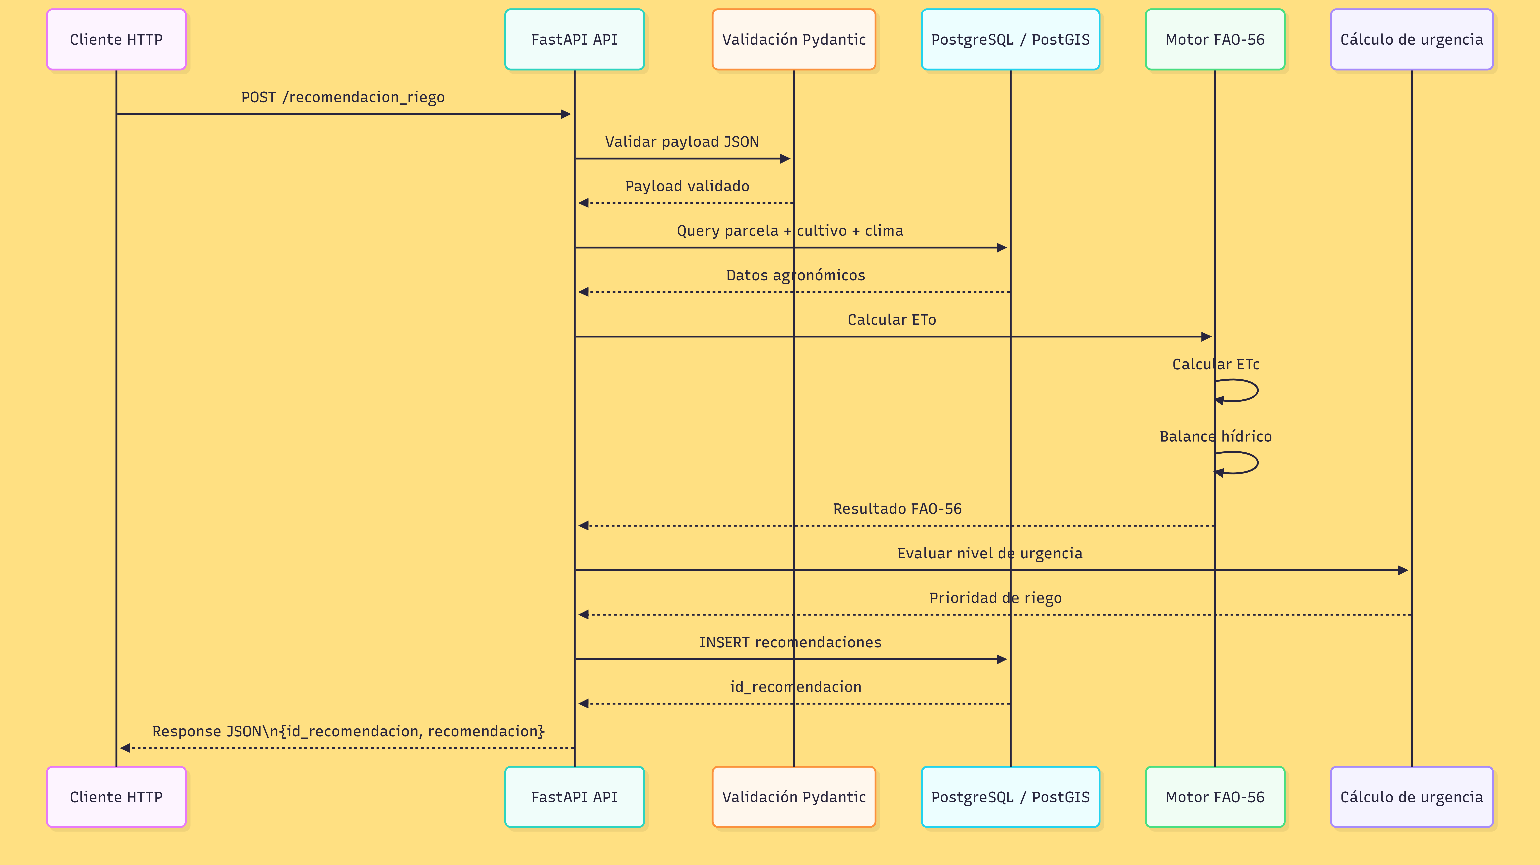 Cliente HTTP
FastAPI API
Validación Pydantic
PostgreSQL / PostGIS
Motor FAO-56
Cálculo de urgencia
POST /recomendacion_riego
Validar payload JSON
Payload validado
Query parcela + cultivo + clima
Datos agronómicos
Calcular ETo
Calcular ETc
Balance hídrico
Resultado FAO-56
Evaluar nivel de urgencia
Prioridad de riego
INSERT recomendaciones
id_recomendacion
Response JSON\n{id_recomendacion, recomendacion}
Cliente HTTP
FastAPI API
Validación Pydantic
PostgreSQL / PostGIS
Motor FAO-56
Cálculo de urgencia